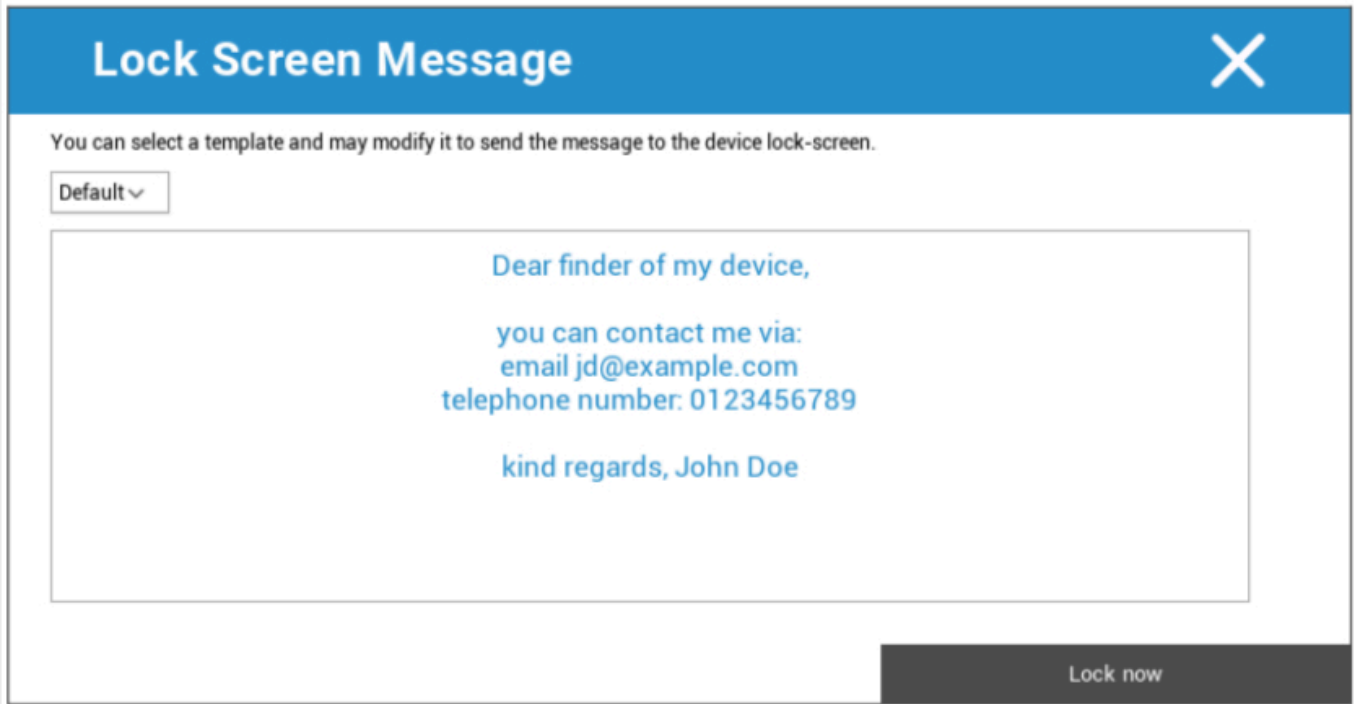 Lock Screen Message
You can select a template and may modify it to send the message to the device lock-screen.
Default
Dear finder of my device,
you can contact me via:
email jd@example.com
telephone number: 0123456789
kind regards, John Doe
Lock now